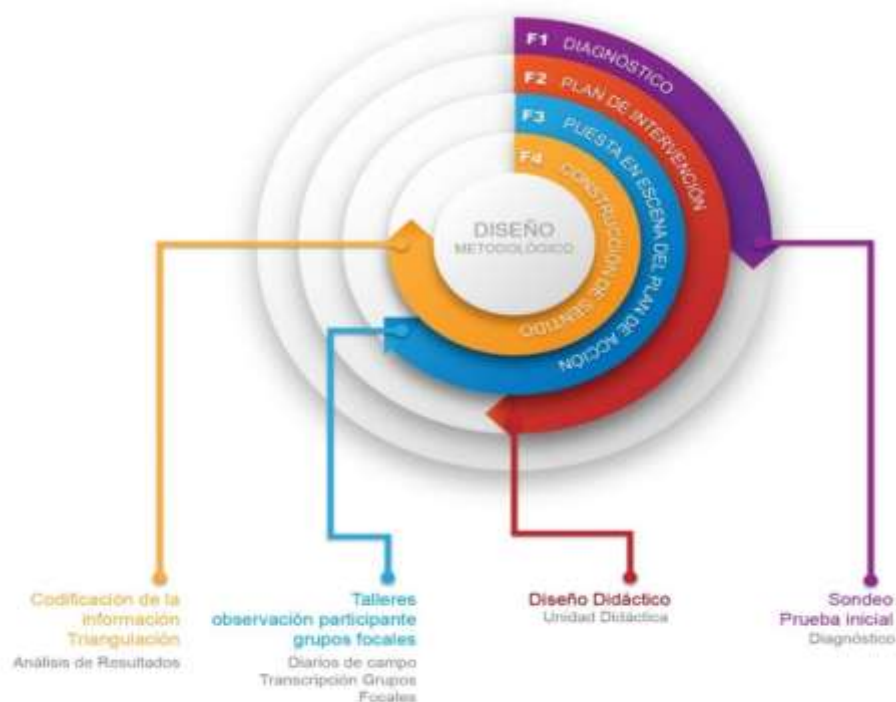 F1 DIAGNÓSTICO
F2 PLAN DE INTERVENCIÓN
F3 PUESTA EN ESCENA DEL PLAN DE ACCIÓN
F4 CONSTRUCCIÓN DE SENTIDO
DISEÑO
METODOLÓGICO
Codificación de la
información
Triangulación
Análisis de Resultados
Talleres
observación participante
grupos focales
Diarios de campo
Transcripción Grupos
Focales
Diseño Didáctico
Unidad Didáctica
Sondeo
Prueba inicial
Diagnóstico